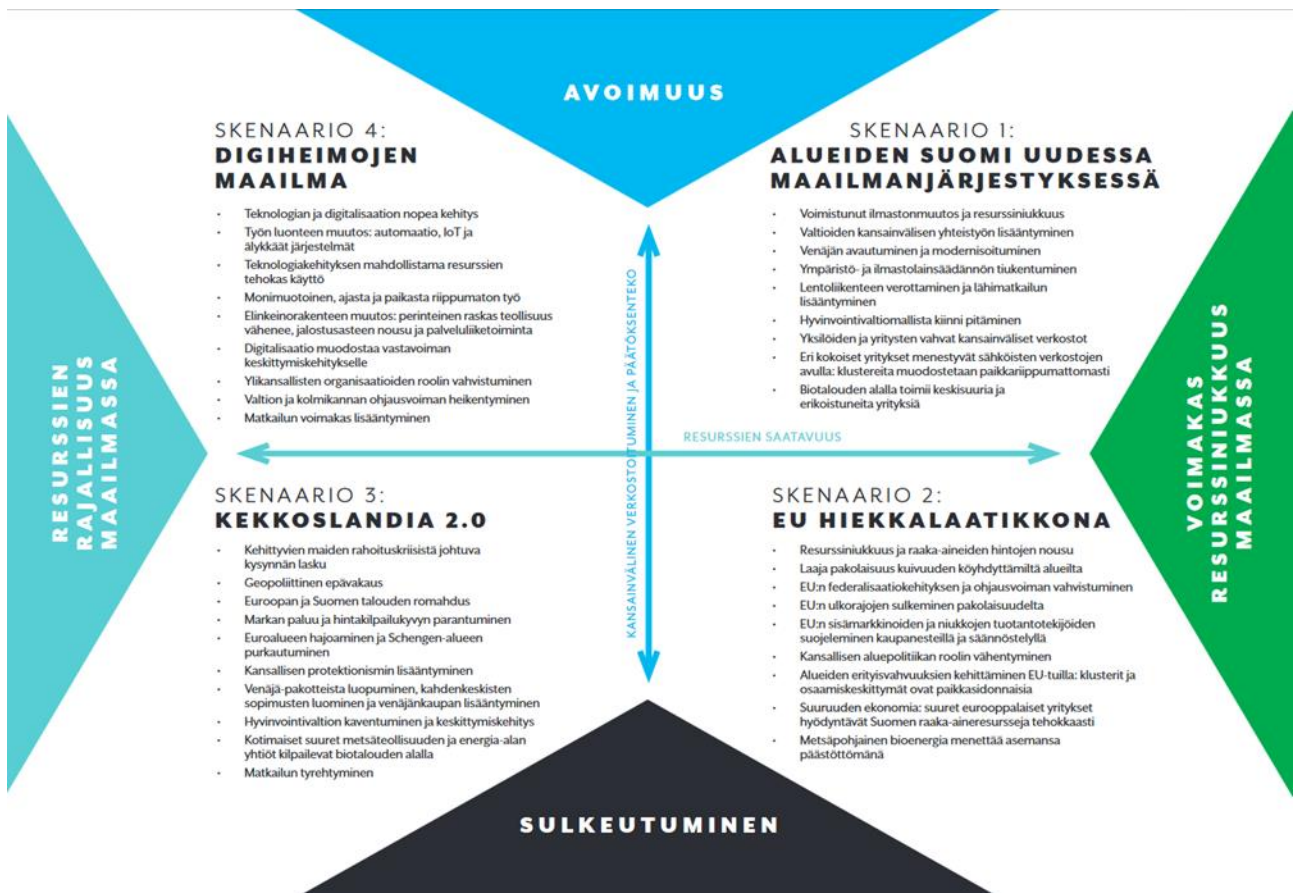 AVOIMUUS
SKENAARIO 4:
DIGIHEIMOJEN
MAAILMA
· Teknologian ja digitalisaation nopea kehitys
· Työn luonteen muutos: automaatio, IoT ja
älykkäät järjestelmät
· Teknologiakehityksen mahdollistama resurssien
tehokas käyttö
· Monimuotoinen, ajasta ja paikasta riippumaton työ
· Elinkeinorakenteen muutos: perinteinen raskas teollisuus
vähenee, jalostusasteen nousu ja palveluliiketoiminta
· Digitalisaatio muodostaa vastavoiman
keskittymiskehitykselle
· Ylikansallisten organisaatioiden roolin vahvistuminen
· Valtion ja kolmikannan ohjausvoiman heikentyminen
· Matkailun voimakas lisääntyminen
SKENAARIO 1:
ALUEIDEN SUOMI UUDESSA
MAAILMANJÄRJESTYKSESSÄ
· Voimistunut ilmastonmuutos ja resurssiniukkuus
· Valtioiden kansainvälisen yhteistyön lisääntyminen
· Venäjän avautuminen ja modernisoituminen
· Ympäristö- ja ilmastolainsäädännön tiukentuminen
· Lentoliikenteen verottaminen ja lähimatkailun
lisääntyminen
· Hyvinvointivaltiomallista kiinni pitäminen
· Yksilöiden ja yritysten vahvat kansainväliset verkostot
· Eri kokoiset yritykset menestyvät sähköisten verkostojen
avulla: klustereita muodostetaan paikkariippumattomasti
· Biotalouden alalla toimii keskisuuria ja
erikoistuneita yrityksiä
RESURSSIEN
RAJALLISUUS
MAAILMASSA
KANSAINVÄLINEN VERKOSTOITUMINEN JA PÄÄTÖKSENTEKO
RESURSSIEN SAATAVUUS
VOIMAKAS
RESURSSINIUKKUUS
MAAILMASSA
SKENAARIO 3:
KEKKOSLANDIA 2.0
· Kehittyvien maiden rahoituskriisistä johtuva
kysynnän lasku
· Geopoliittinen epävakaus
· Euroopan ja Suomen talouden romahdus
· Markan paluu ja hintakilpailukyvyn parantuminen
· Euroalueen hajoaminen ja Schengen-alueen
purkautuminen
· Kansallisen protektionismin lisääntyminen
· Venäjä-pakotteista luopuminen, kahdenkeskisten
sopimusten luominen ja venäjänkaupan lisääntyminen
· Hyvinvointivaltion kaventuminen ja keskittymiskehitys
· Kotimaiset suuret metsäteollisuuden ja energia-alan
yhtiöt kilpailevat biotalouden alalla
· Matkailun tyrehtyminen
SKENAARIO 2:
EU HIEKKALAATIKKONA
· Resurssiniukkuus ja raaka-aineiden hintojen nousu
· Laaja pakolaisuus kuivuuden köyhdyttämiltä alueilta
· EU:n federalisaatiokehityksen ja ohjausvoiman vahvistuminen
· EU:n ulkorajojen sulkeminen pakolaisuudelta
· EU:n sisämarkkinoiden ja niukkojen tuotantotekijöiden
suojeleminen kaupanesteillä ja säännöstelyllä
· Kansallisen aluepolitiikan roolin vähentyminen
· Alueiden erityisvahvuuksien kehittäminen EU-tuilla: klusterit ja
osaamiskeskittymät ovat paikkasidonnaisia
· Suuruuden ekonomia: suuret eurooppalaiset yritykset
hyödyntävät Suomen raaka-aineresursseja tehokkaasti
· Metsäpohjainen bioenergia menettää asemansa
päästöttömänä
SULKEUTUMINEN